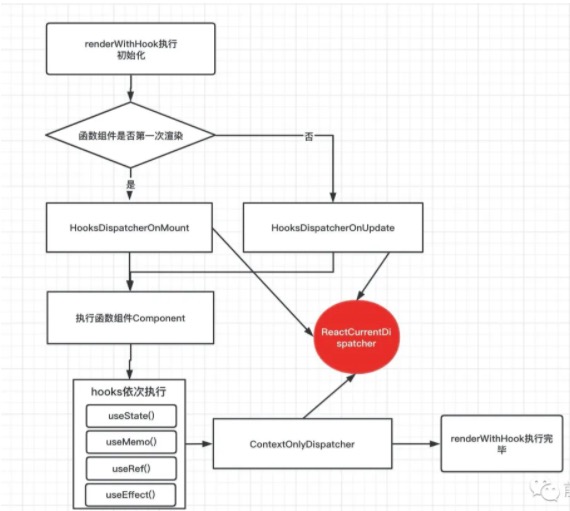 renderWithHook执行
初始化
函数组件是否第一次渲染
否
是
HooksDispatcherOnMount
HooksDispatcherOnUpdate
执行函数组件Component
ReactCurrentDi
spatcher
hooks依次执行
useState()
useMemo()
useRef()
useEffect()
ContextOnlyDispatcher
renderWithHook执行完
毕